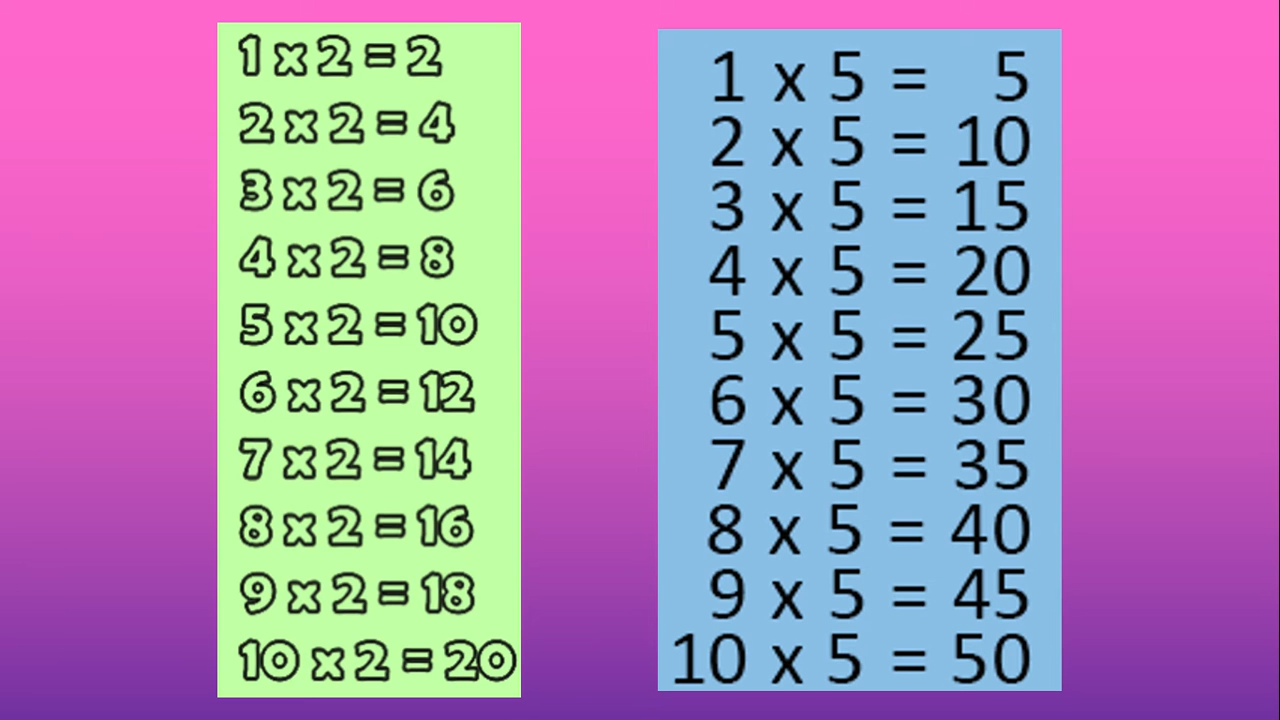 1 x 2 = 2
2 x 2 = 4
3 x 2 = 6
4 x 2 = 8
5 x 2 = 10
6 x 2 = 12
7 x 2 = 14
8 x 2 = 16
9 x 2 = 18
10 x 2 = 20
1 x 5 = 5
2 x 5 = 10
3 x 5 = 15
4 x 5 = 20
5 x 5 = 25
6 x 5 = 30
7 x 5 = 35
8 x 5 = 40
9 x 5 = 45
10 x 5 = 50